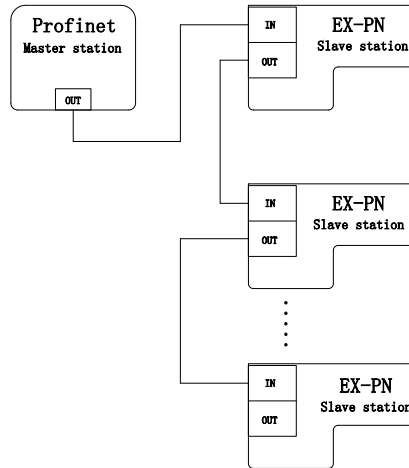 Profinet
Master station
OUT
IN
OUT
EX-PN
Slave station
IN
OUT
EX-PN
Slave station
IN
OUT
EX-PN
Slave station